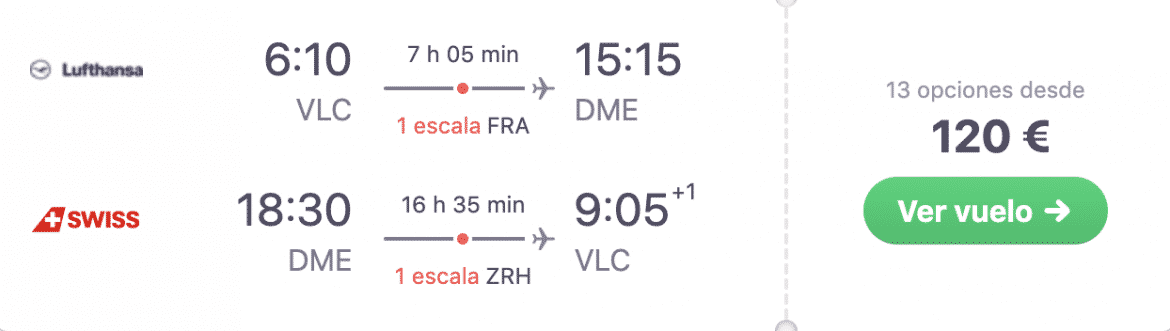 Lufthansa
6:10
VLC
7 h 05 min
1 escala FRA
15:15
DME
SWISS
18:30
DME
16 h 35 min
1 escala ZRH
9:05+1
VLC
13 opciones desde
120 €
Ver vuelo →